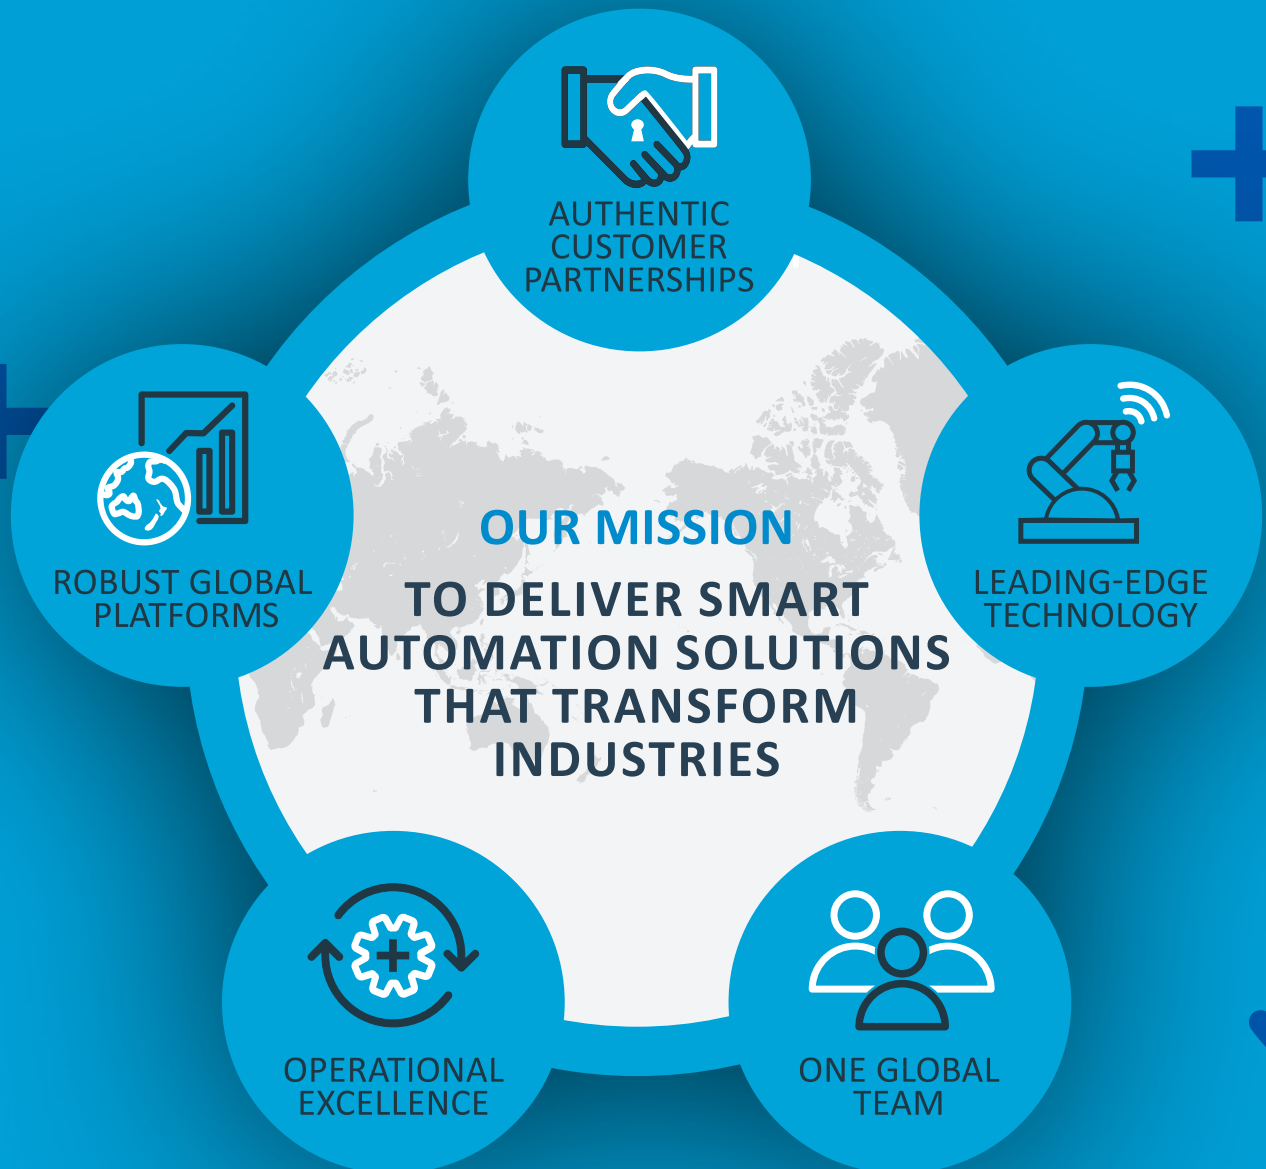 AUTHENTIC
CUSTOMER
PARTNERSHIPS
ROBUST GLOBAL
PLATFORMS
LEADING-EDGE
TECHNOLOGY
OUR MISSION
TO DELIVER SMART
AUTOMATION SOLUTIONS
THAT TRANSFORM
INDUSTRIES
OPERATIONAL
EXCELLENCE
ONE GLOBAL
TEAM